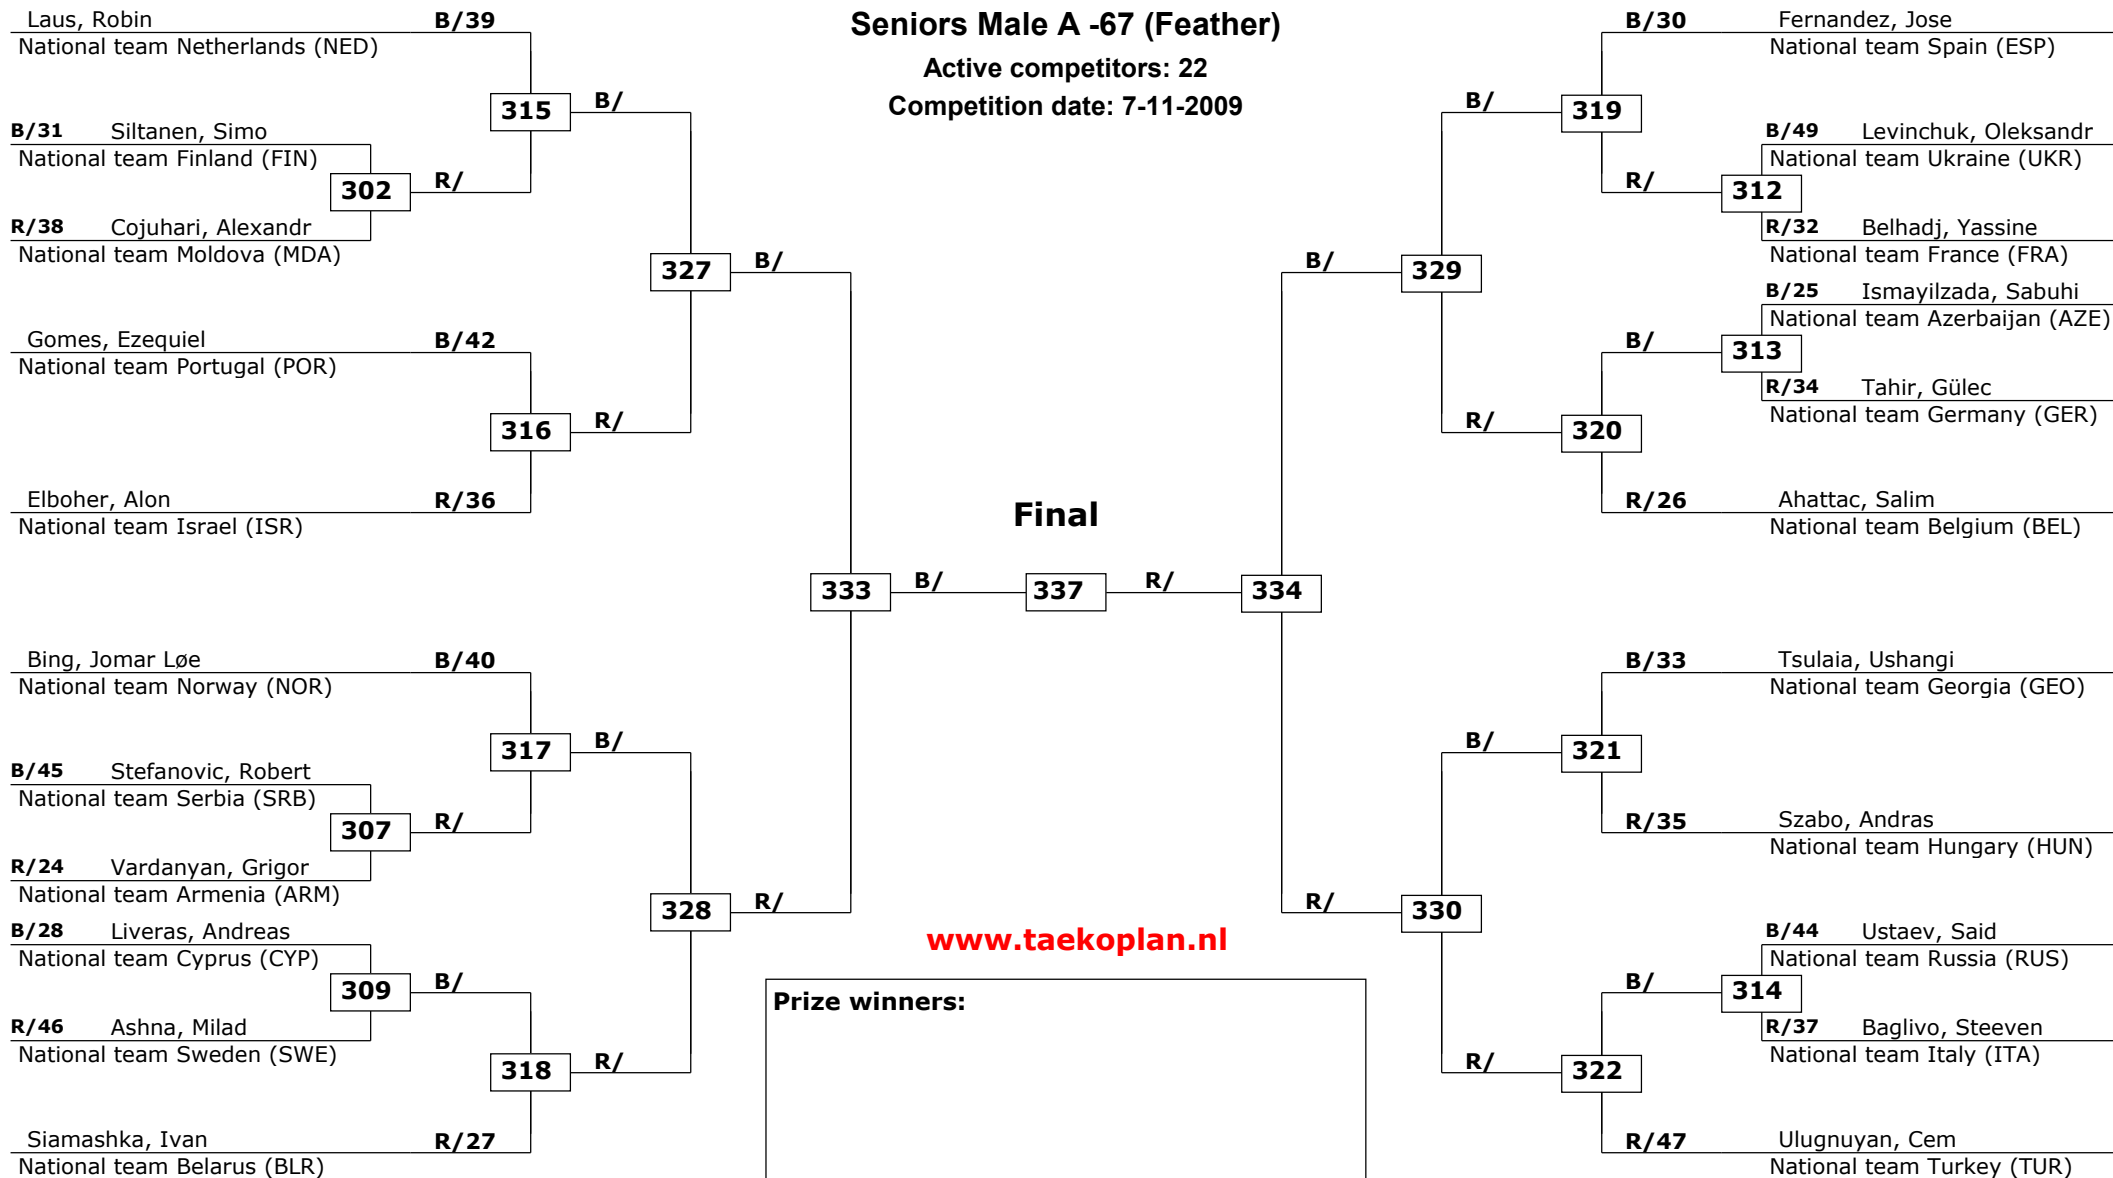 Seniors Male A -67 (Feather)
Active competitors: 22
Competition date: 7-11-2009
Laus, Robin B/39
National team Netherlands (NED)
315 B/
B/31 Siltanen, Simo
National team Finland (FIN)
302 R/
R/38 Cojuhari, Alexandr
National team Moldova (MDA)
327 B/
Gomes, Ezequiel B/42
National team Portugal (POR)
316 R/
Elboher, Alon R/36
National team Israel (ISR)
333 B/
Bing, Jomar Løe B/40
National team Norway (NOR)
317 B/
B/45 Stefanovic, Robert
National team Serbia (SRB)
307 R/
R/24 Vardanyan, Grigor
National team Armenia (ARM)
328 R/
B/28 Liveras, Andreas
National team Cyprus (CYP)
309 B/
R/46 Ashna, Milad
National team Sweden (SWE)
318 R/
Siamashka, Ivan R/27
National team Belarus (BLR)
Final
337
R/ 334
B/30 Fernandez, Jose
National team Spain (ESP)
B/ 319
B/49 Levinchuk, Oleksandr
National team Ukraine (UKR)
R/ 312
R/32 Belhadj, Yassine
National team France (FRA)
B/ 329
B/25 Ismayilzada, Sabuhi
National team Azerbaijan (AZE)
B/ 313
R/34 Tahir, Gülec
National team Germany (GER)
R/ 320
R/26 Ahattac, Salim
National team Belgium (BEL)
B/33 Tsulaia, Ushangi
National team Georgia (GEO)
B/ 321
R/35 Szabo, Andras
National team Hungary (HUN)
R/ 330
B/44 Ustaev, Said
National team Russia (RUS)
B/ 314
R/37 Baglivo, Steeven
National team Italy (ITA)
R/ 322
R/47 Ulugnuyan, Cem
National team Turkey (TUR)
www.taekoplan.nl
Prize winners: